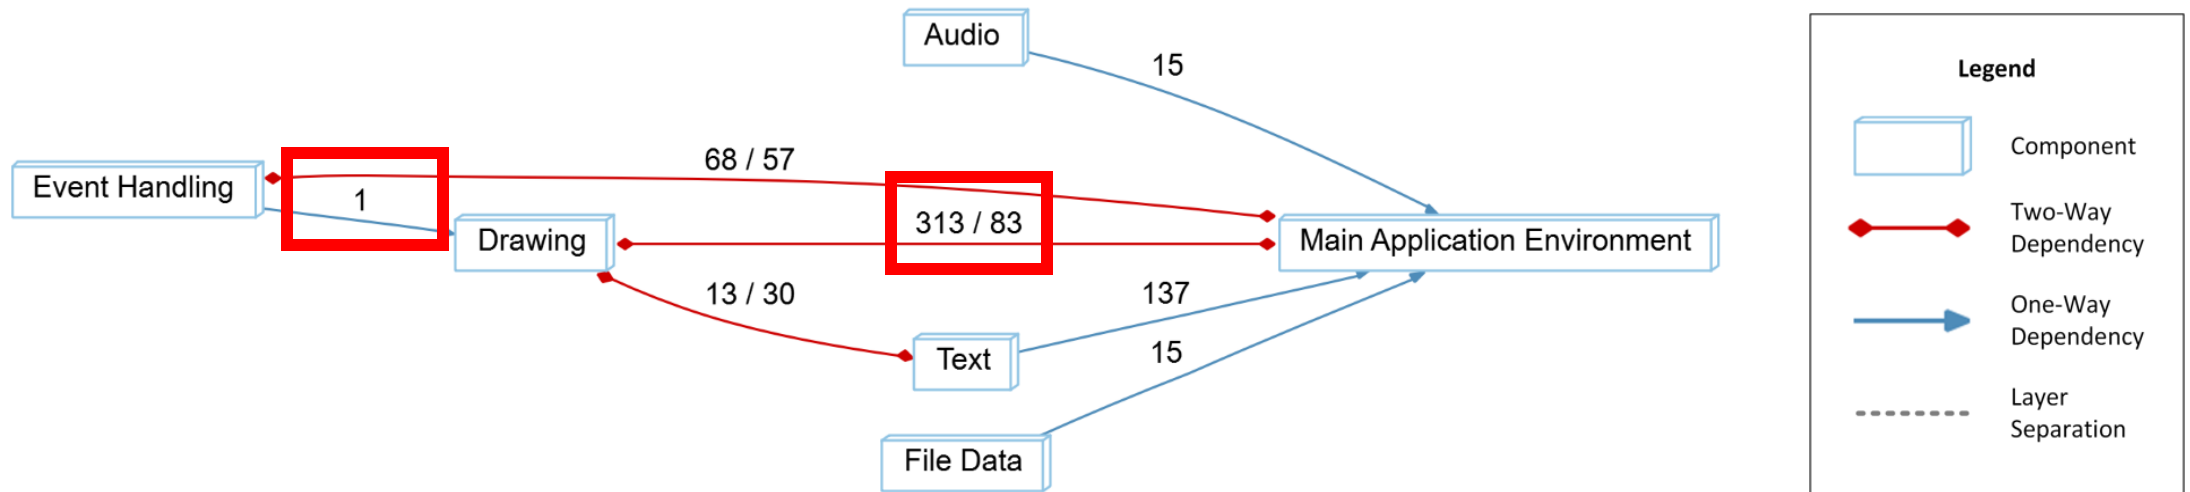 Audio
15
68 / 57
Event Handling
1
313 / 83
Drawing
Main Application Environment
13 / 30
137
Text
15
File Data
Legend
Component
Two-Way
Dependency
One-Way
Dependency
Layer
Separation